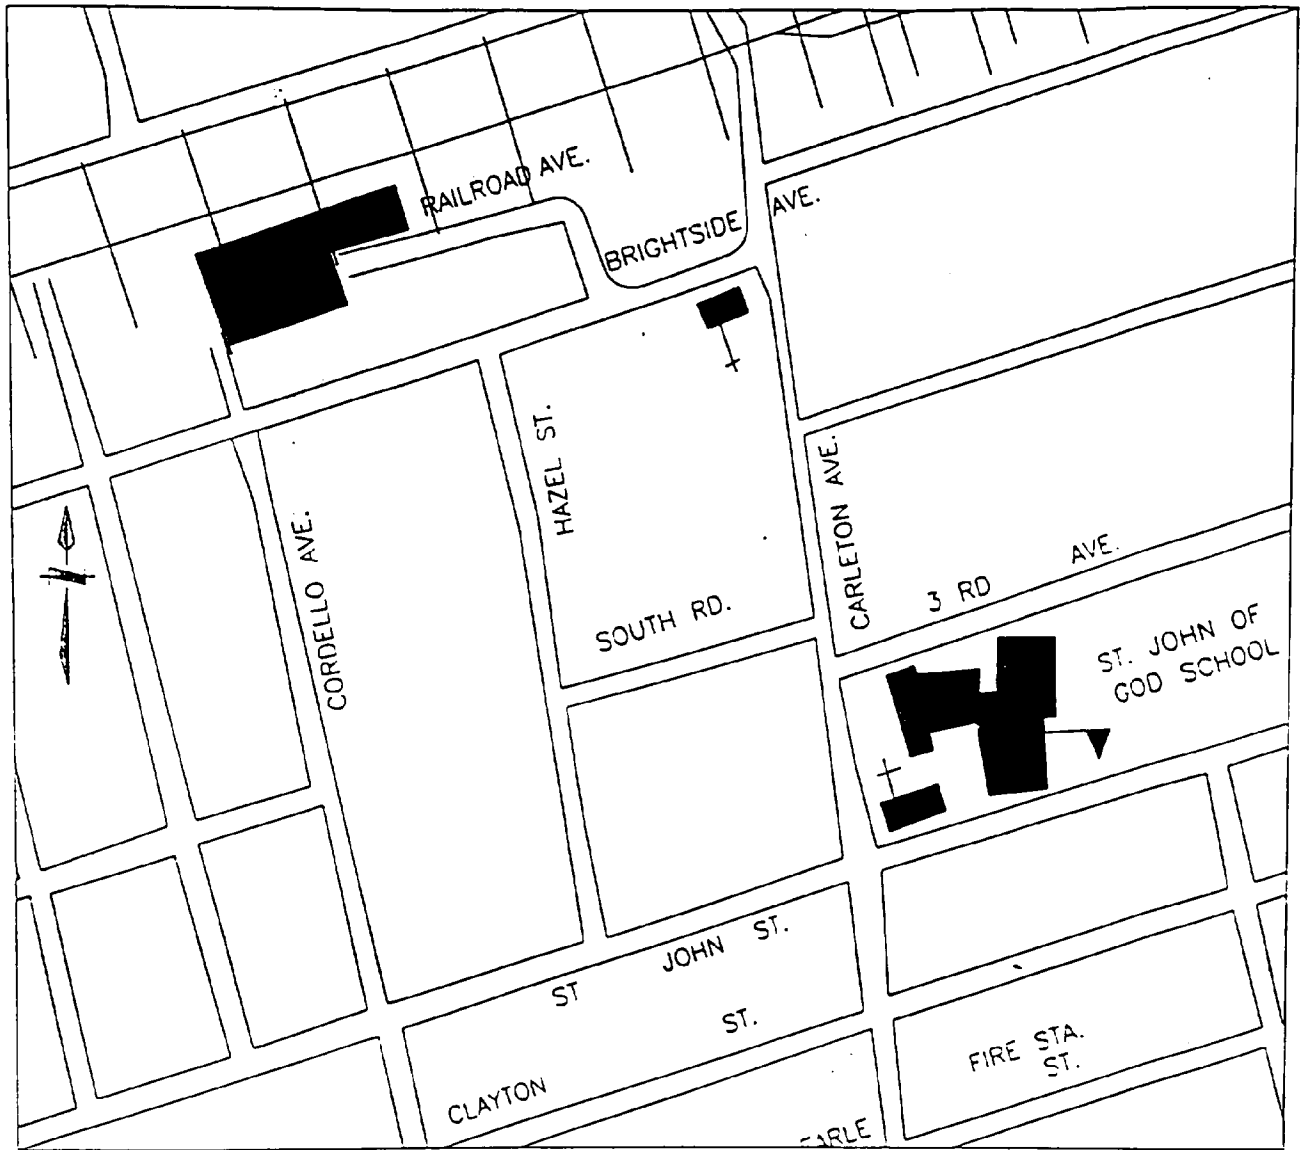 RAILROAD AVE.
BRIGHTSIDE AVE.
HAZEL ST.
CORDELLO AVE.
CARLETON AVE.
3 RD AVE.
SOUTH RD.
ST. JOHN OF
GOD SCHOOL
ST JOHN ST.
CLAYTON ST.
FIRE STA.
ST.
EARLE